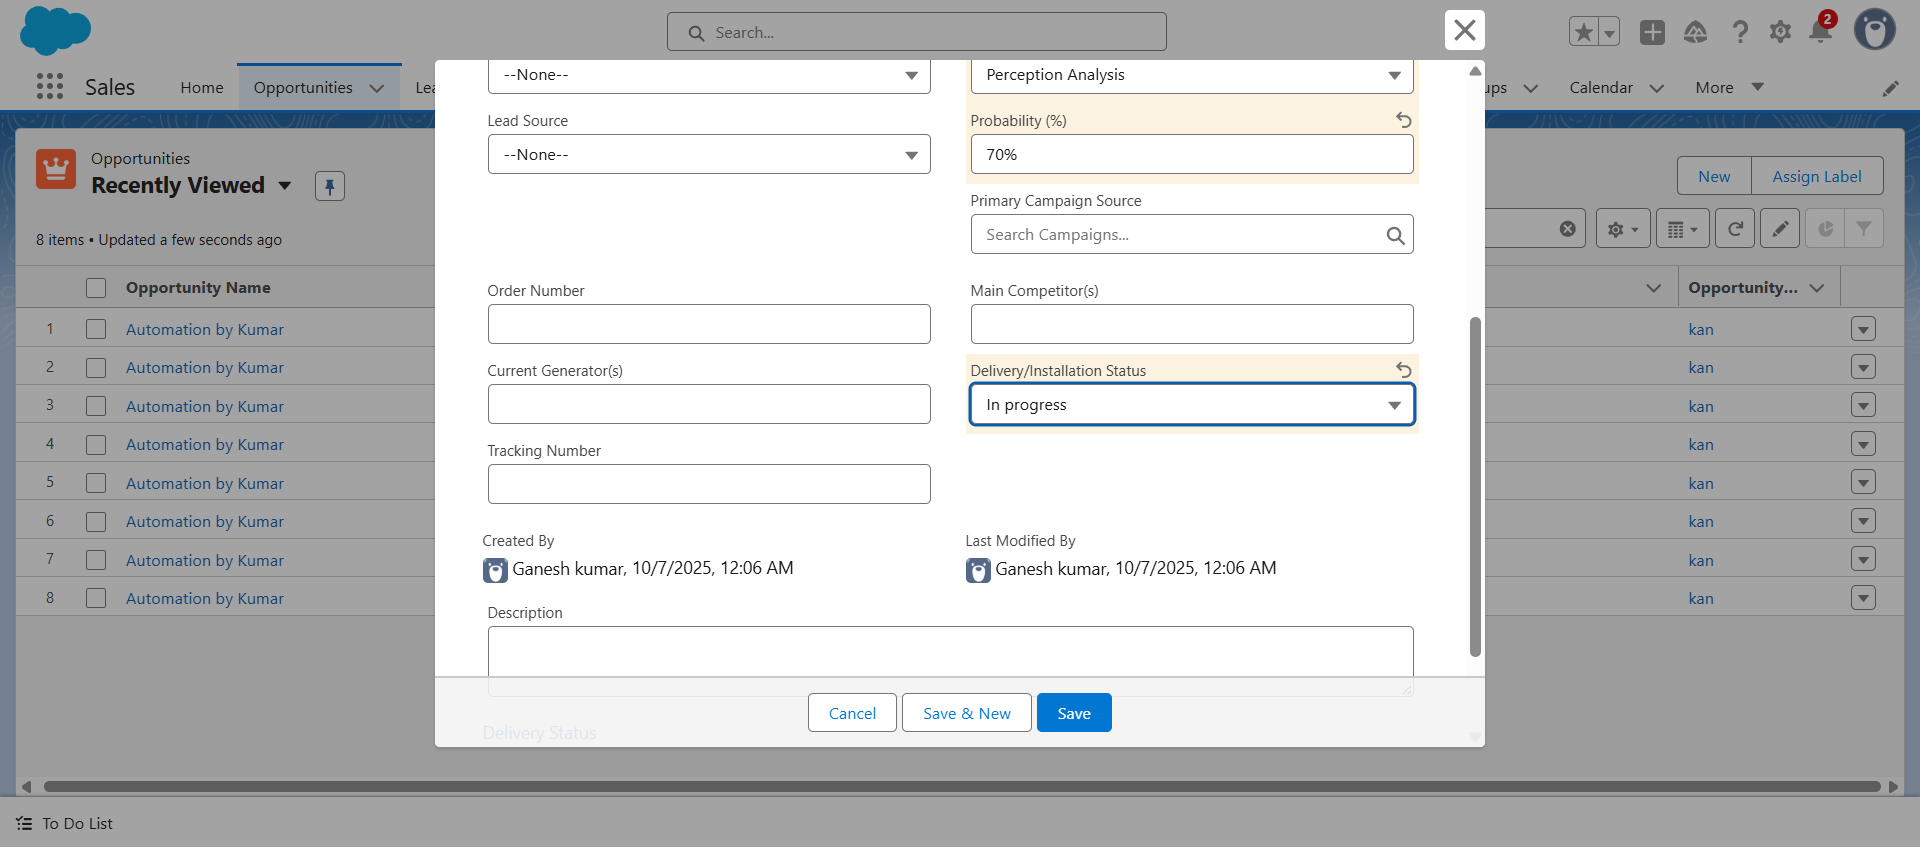 Search...
2
Sales
Home
Opportunities
Lea
ups
Calendar
More
Opportunities
Recently Viewed
8 items • Updated a few seconds ago
New
Assign Label
Opportunity Name
Opportunity...
1 Automation by Kumar kan
2 Automation by Kumar kan
3 Automation by Kumar kan
4 Automation by Kumar kan
5 Automation by Kumar kan
6 Automation by Kumar kan
7 Automation by Kumar kan
8 Automation by Kumar kan
--None--
Perception Analysis
Lead Source
--None--
Probability (%)
70%
Primary Campaign Source
Search Campaigns...
Order Number
Main Competitor(s)
Current Generator(s)
Delivery/Installation Status
In progress
Tracking Number
Created By
Ganesh kumar, 10/7/2025, 12:06 AM
Last Modified By
Ganesh kumar, 10/7/2025, 12:06 AM
Description
Delivery Status
Cancel
Save & New
Save
To Do List